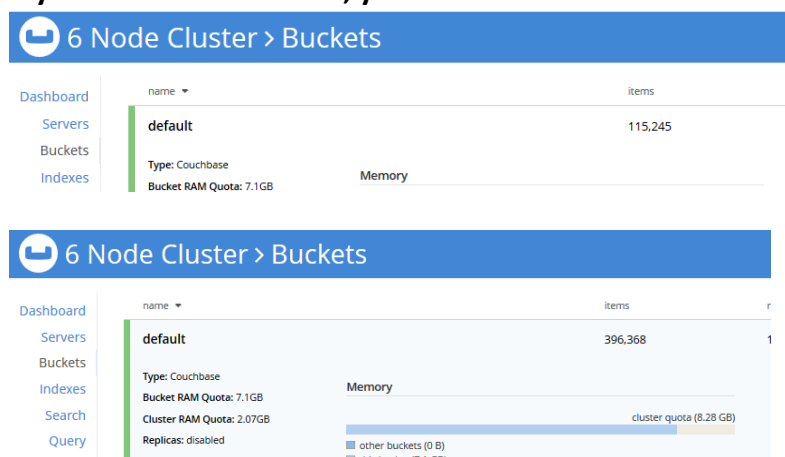 6 Node Cluster > Buckets
Dashboard
Servers
Buckets
Indexes
name
items
default
115,245
Type: Couchbase
Bucket RAM Quota: 7.1GB
Memory
6 Node Cluster > Buckets
Dashboard
Servers
Buckets
Indexes
Search
Query
name
items
default
396,368
1
Type: Couchbase
Bucket RAM Quota: 7.1GB
Cluster RAM Quota: 2.07GB
Replicas: disabled
Memory
cluster quota (8.28 GB)
other buckets (0 B)